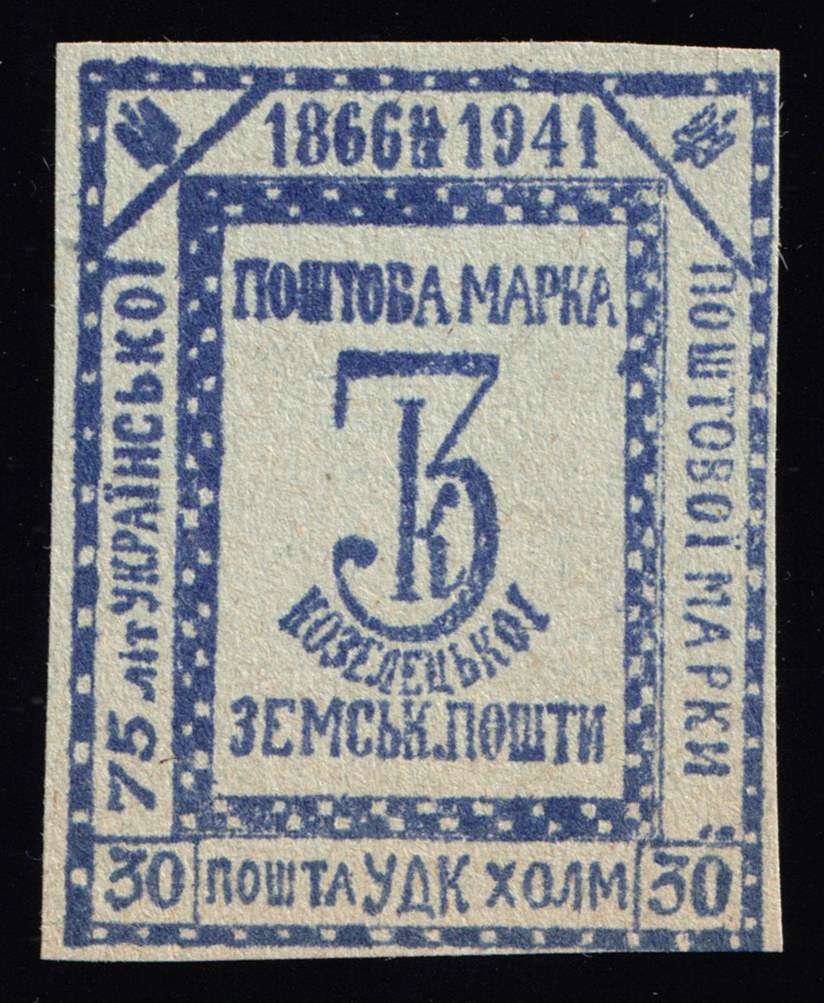 1866 1941
75 літ УКРАЇНСЬКОЇ
ПОШТОВОЇ МАРКИ
ПОШТОВА МАРКА
3 к
КОЗЕЛЕЦЬКОЇ
ЗЕМСЬК. ПОШТИ
30 ПОШТА УДК ХОЛМ 30